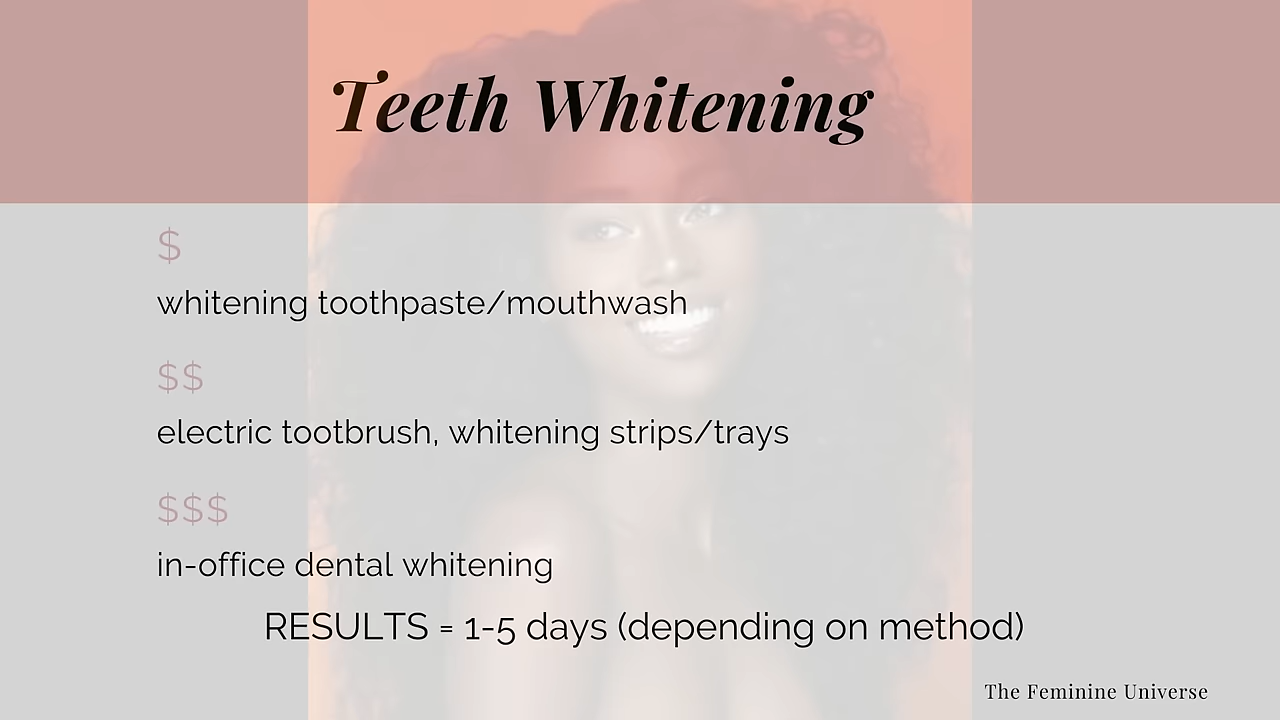 Teeth Whitening
$
whitening toothpaste/mouthwash
$$
electric tootbrush, whitening strips/trays
$$$
in-office dental whitening
RESULTS = 1-5 days (depending on method)
The Feminine Universe